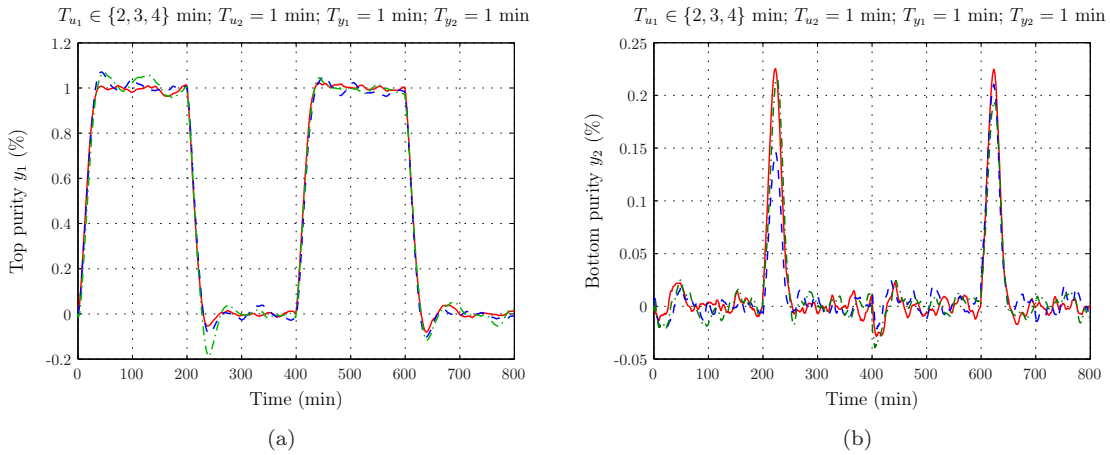 T_{u_1} ∈ {2, 3, 4} min; T_{u_2} = 1 min; T_{y_1} = 1 min; T_{y_2} = 1 min
1.2
1
0.8
0.6
0.4
0.2
0
-0.2
Top purity y_1 (%)
0 100 200 300 400 500 600 700 800
Time (min)
(a)
T_{u_1} ∈ {2, 3, 4} min; T_{u_2} = 1 min; T_{y_1} = 1 min; T_{y_2} = 1 min
0.25
0.20
0.15
0.10
0.05
0
-0.05
Bottom purity y_2 (%)
0 100 200 300 400 500 600 700 800
Time (min)
(b)